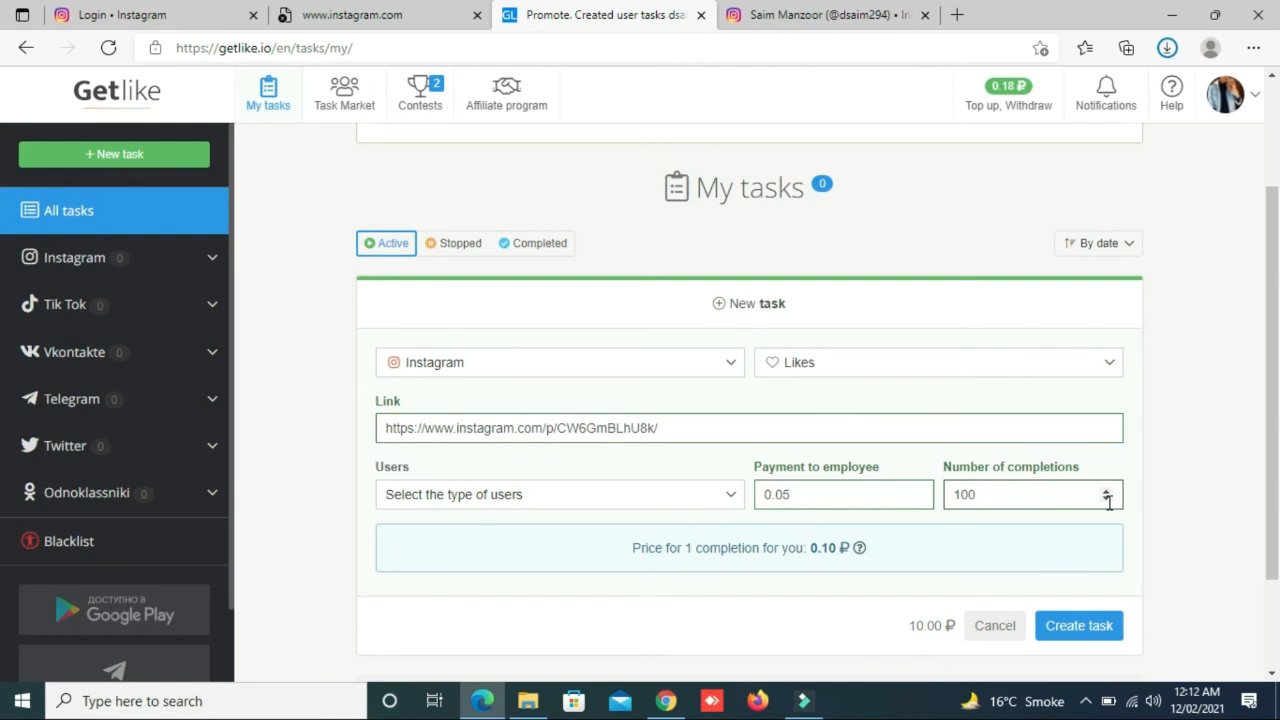 Login • Instagram
www.instagram.com
GL
Promote. Created user tasks dsa
Saim Manzoor (@dsaim294) • In
https://getlike.io/en/tasks/my/
Getlike
My tasks
Task Market
2
Contests
Affiliate program
0.18 ₽
Top up, Withdraw
Notifications
Help
+ New task
All tasks
Instagram 0
Tik Tok 0
Vkontakte 0
Telegram 0
Twitter 0
Odnoklassniki 0
Blacklist
ДОСТУПНО В
Google Play
My tasks 0
Active
Stopped
Completed
By date
New task
Instagram
Likes
Link
https://www.instagram.com/p/CW6GmBLhU8k/
Users
Payment to employee
Number of completions
Select the type of users
0.05
100
Price for 1 completion for you: 0.10 ₽
10.00 ₽
Cancel
Create task
Type here to search
16°C Smoke
12:12 AM
12/02/2021